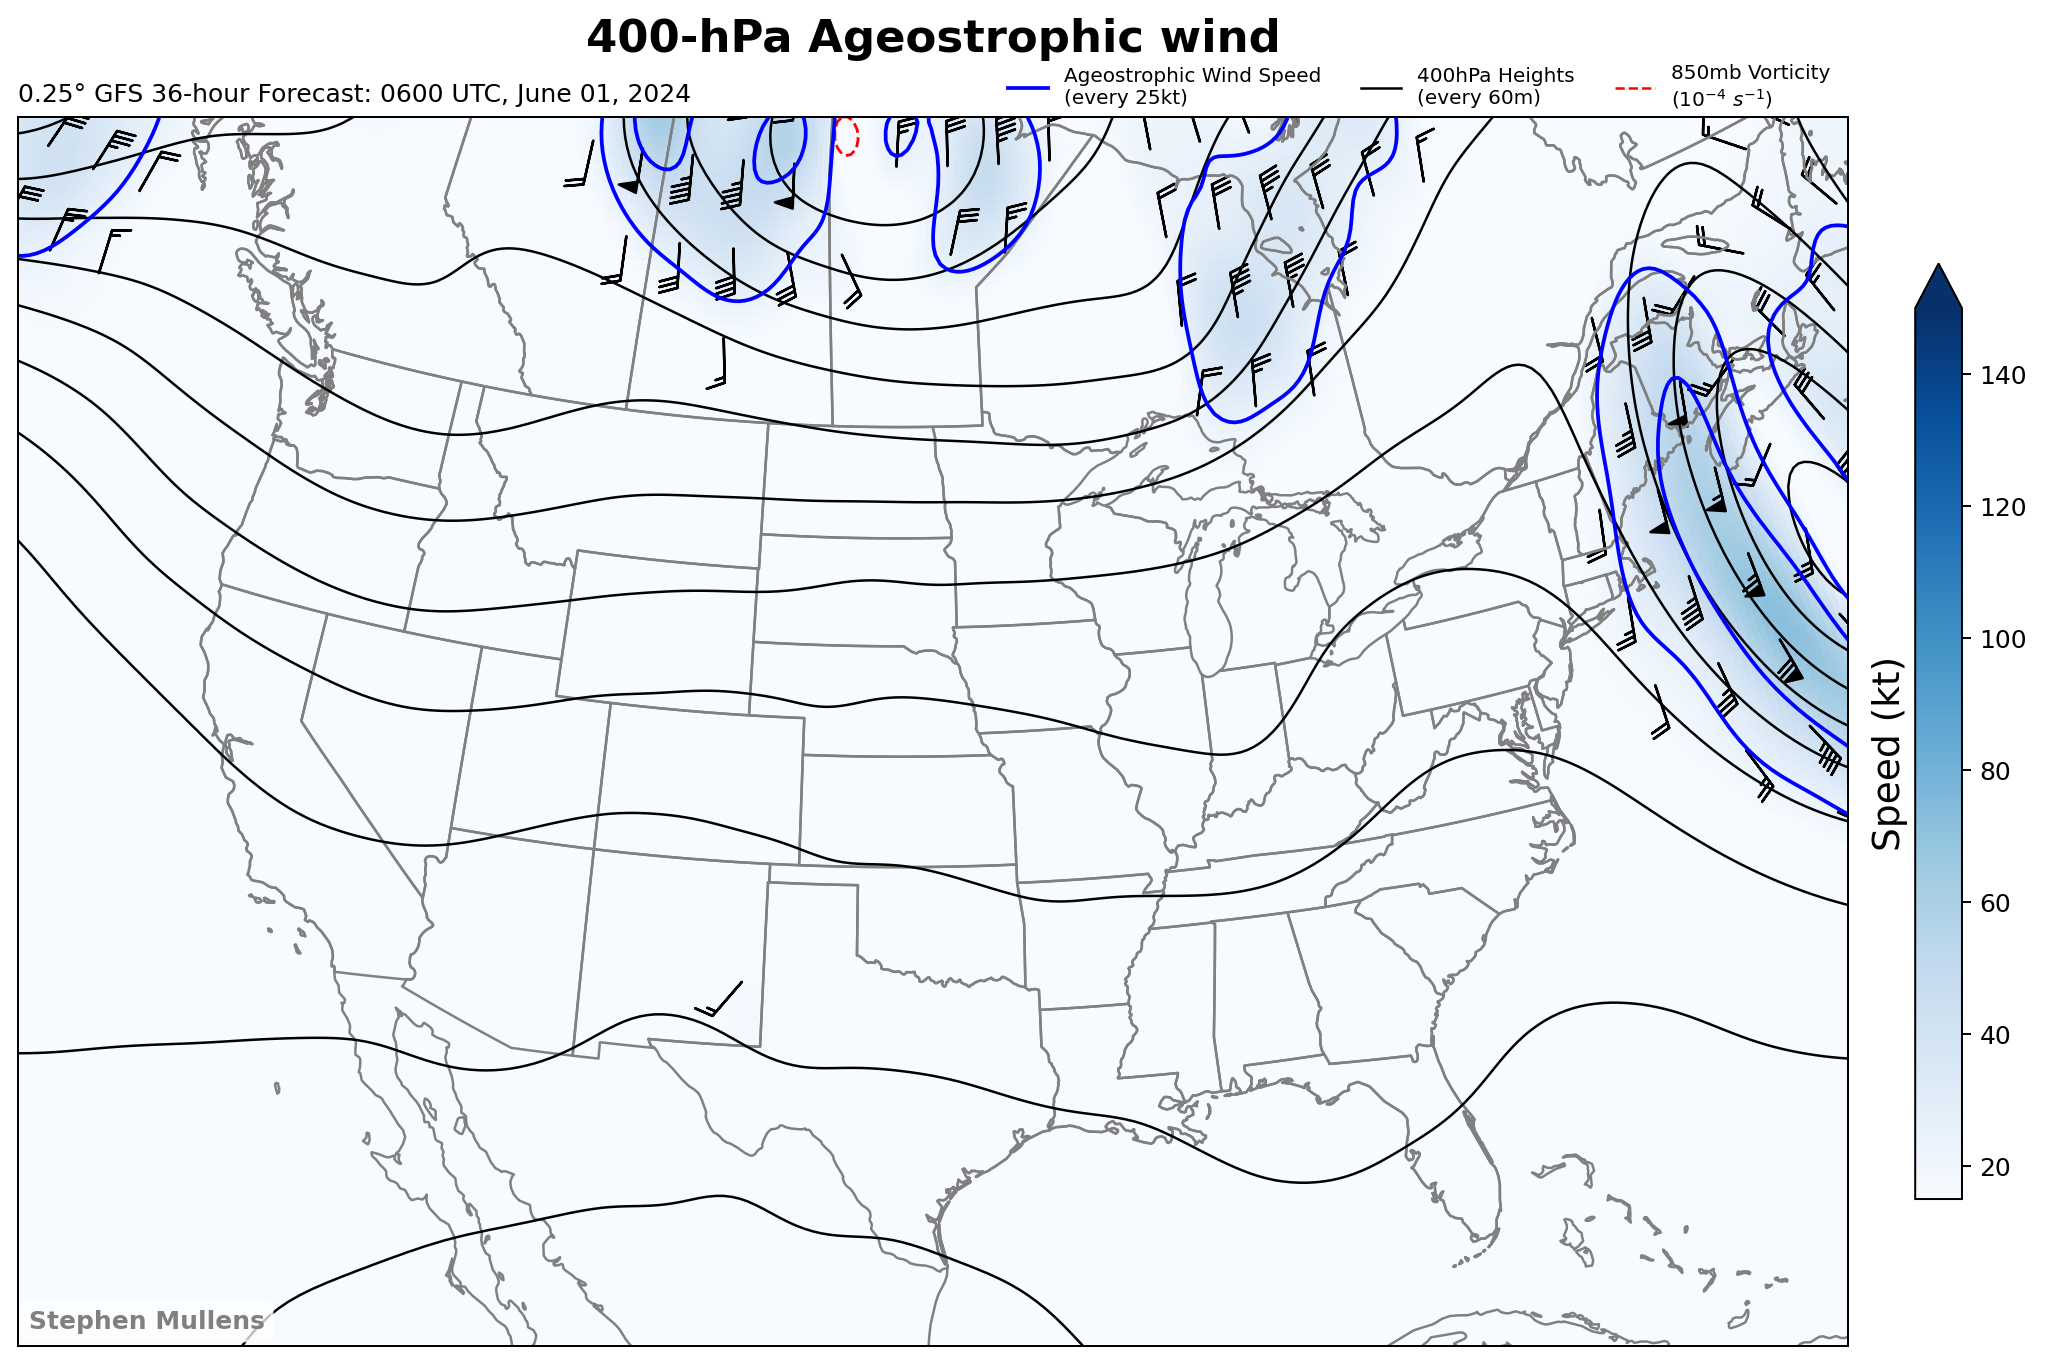 400-hPa Ageostrophic wind
0.25° GFS 36-hour Forecast: 0600 UTC, June 01, 2024
Ageostrophic Wind Speed
(every 25kt)
400hPa Heights
(every 60m)
850mb Vorticity
(10⁻⁴ s⁻¹)
140
120
100
80
60
40
20
Speed (kt)
Stephen Mullens